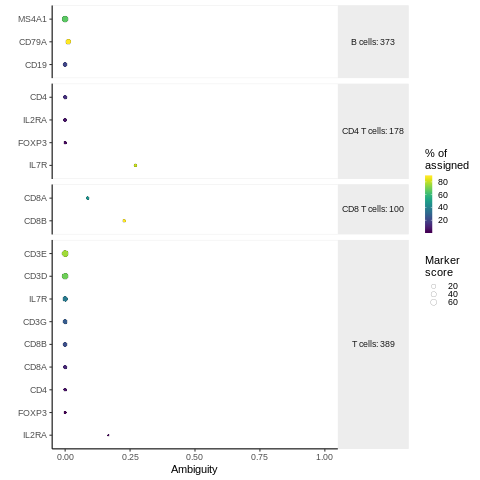 MS4A1
CD79A
CD19
B cells: 373
CD4
IL2RA
FOXP3
IL7R
CD4 T cells: 178
CD8A
CD8B
CD8 T cells: 100
CD3E
CD3D
IL7R
CD3G
CD8B
CD8A
CD4
FOXP3
IL2RA
T cells: 389
0.00 0.25 0.50 0.75 1.00
Ambiguity
% of
assigned
80
60
40
20
Marker
score
20
40
60